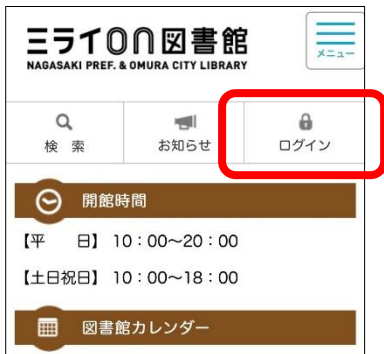 ミライon図書館
NAGASAKI PREF. & OMURA CITY LIBRARY
メニュー
検 索
お知らせ
ログイン
開館時間
【平　　日】 10：00～20：00
【土日祝日】 10：00～18：00
図書館カレンダー